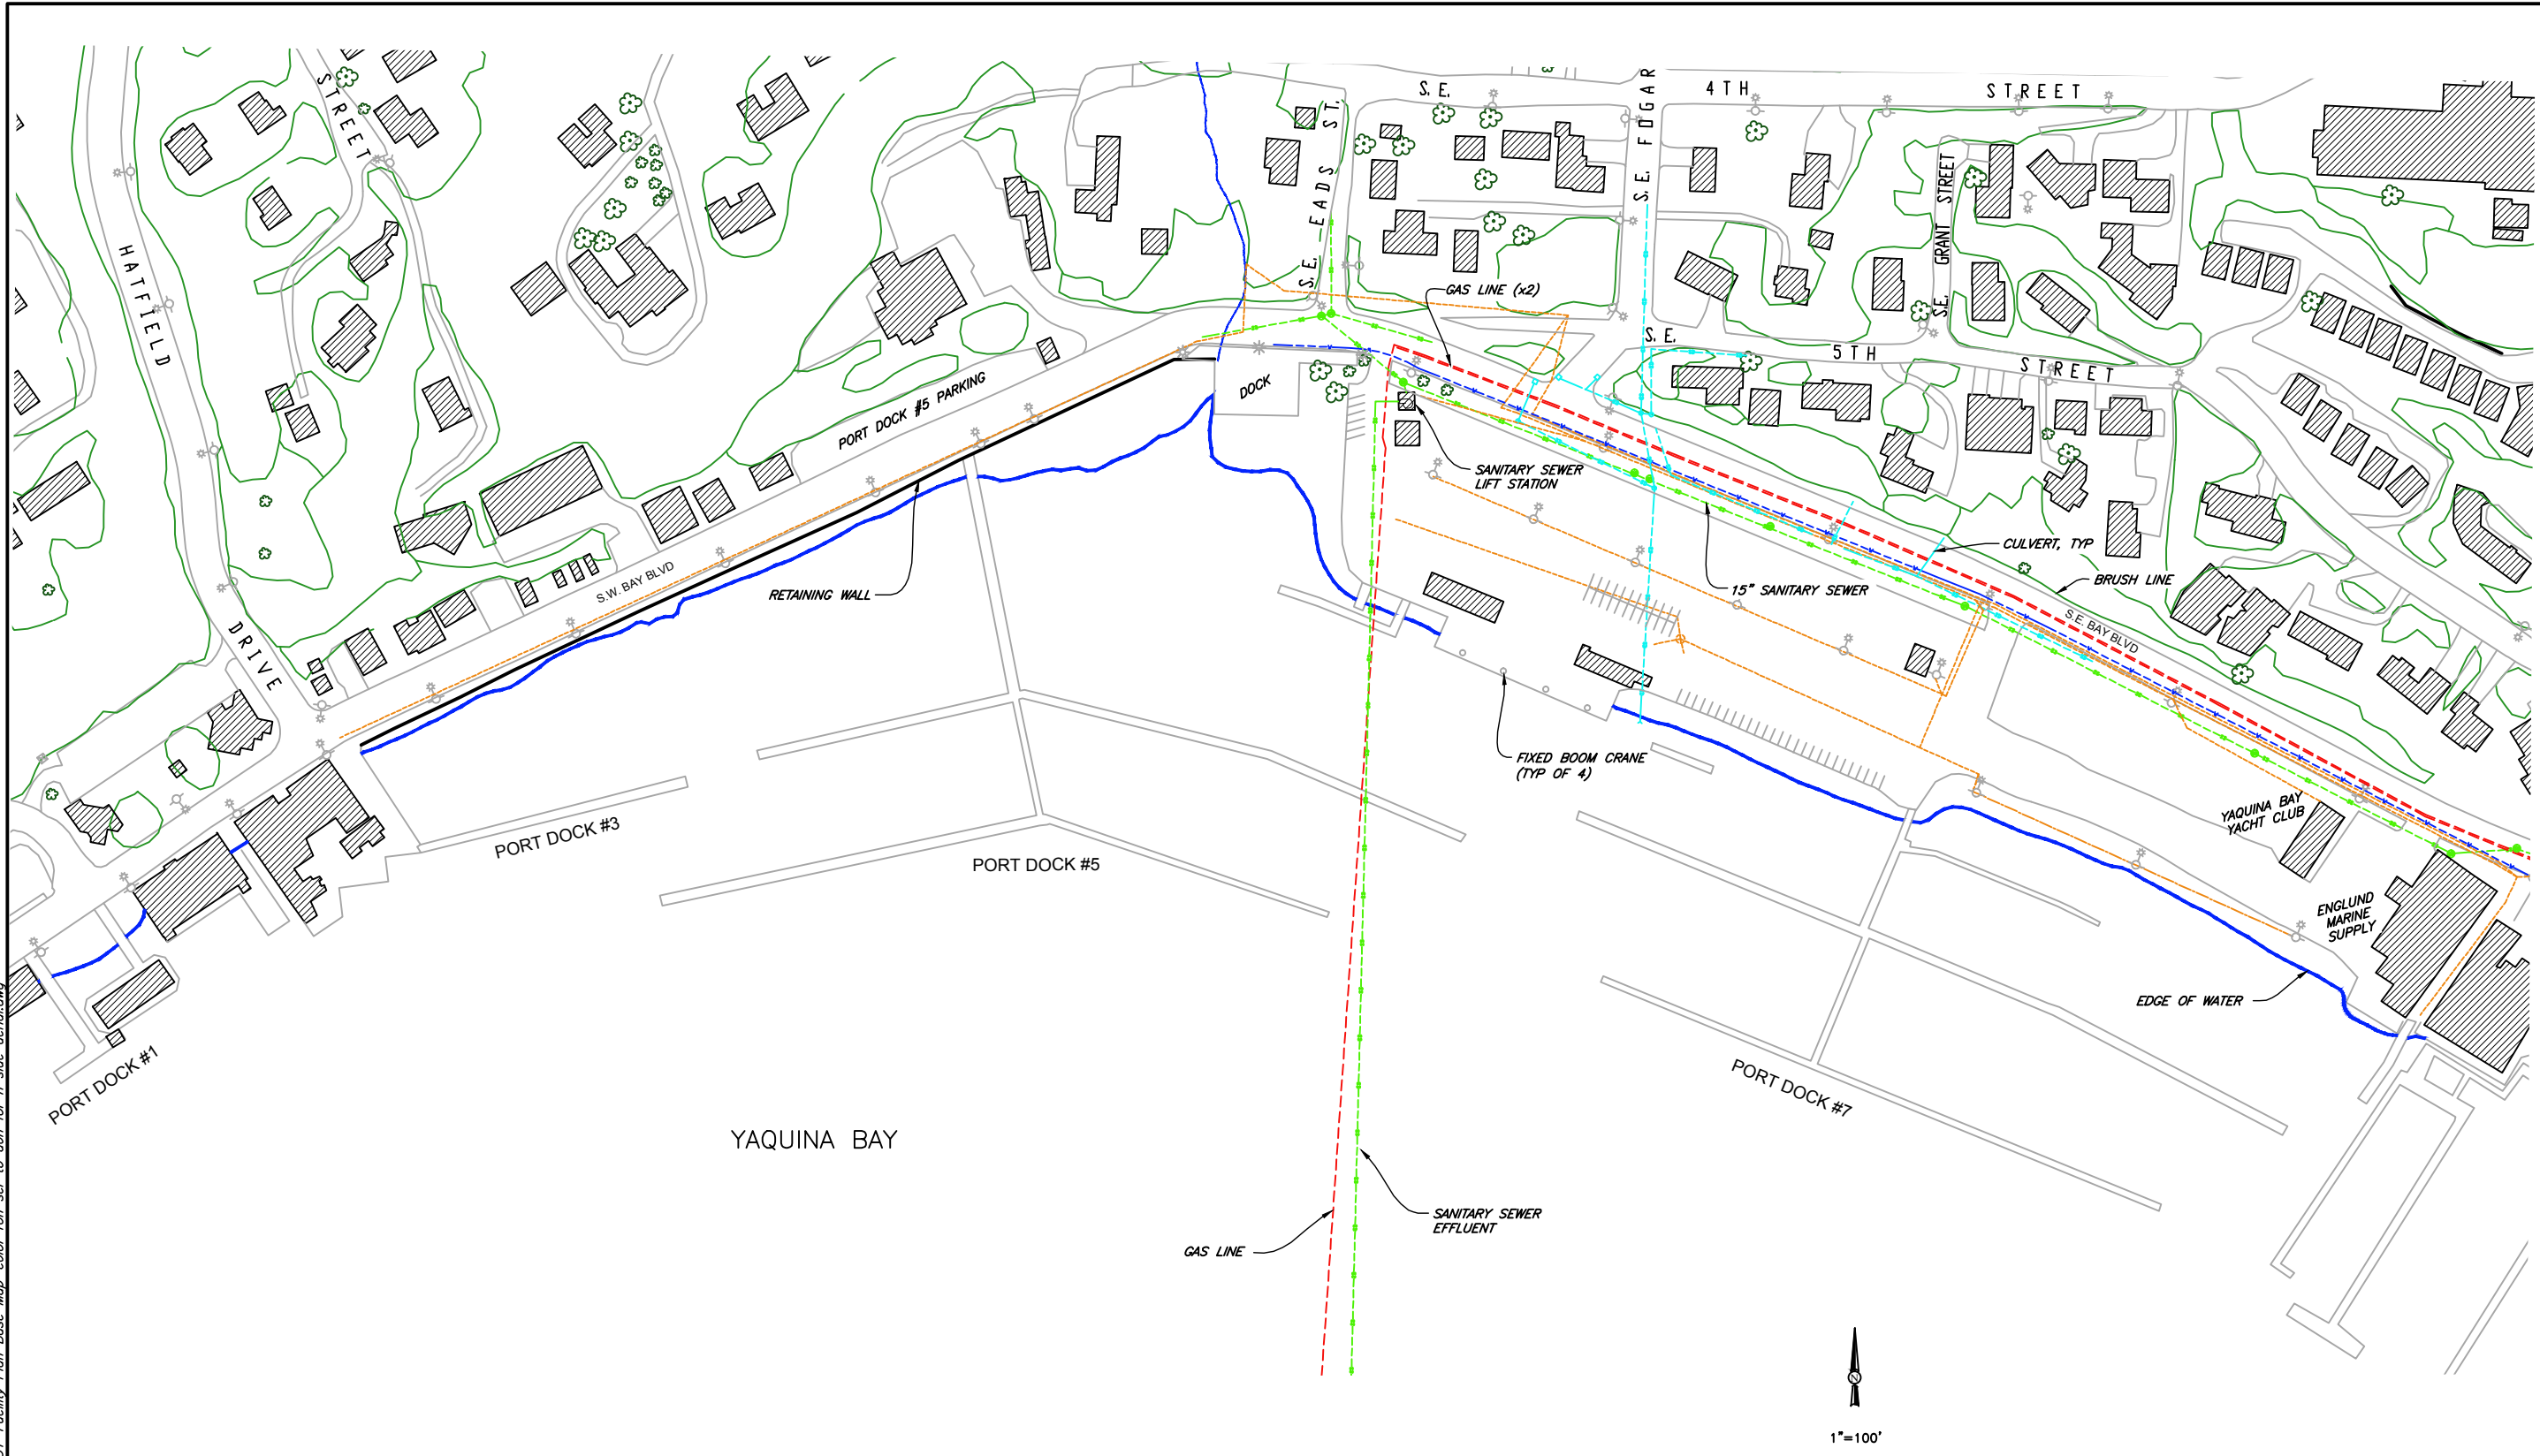 STREET
S.E.
4TH
STREET
S.E. EADS ST.
S.E.
GRANT STREET
S.E.
HATFIELD
DRIVE
GAS LINE (x2)
S.E.
5TH
STREET
DOCK
PORT DOCK #5 PARKING
SANITARY SEWER
LIFT STATION
CULVERT, TYP
BRUSH LINE
15" SANITARY SEWER
S.W. BAY BLVD
RETAINING WALL
S.E. BAY BLVD
FIXED BOOM CRANE
(TYP OF 4)
YAQUINA BAY
YACHT CLUB
PORT DOCK #3
PORT DOCK #5
ENGLUND
MARINE
SUPPLY
EDGE OF WATER
PORT DOCK #1
PORT DOCK #7
YAQUINA BAY
SANITARY SEWER
EFFLUENT
GAS LINE
N
1"=100'